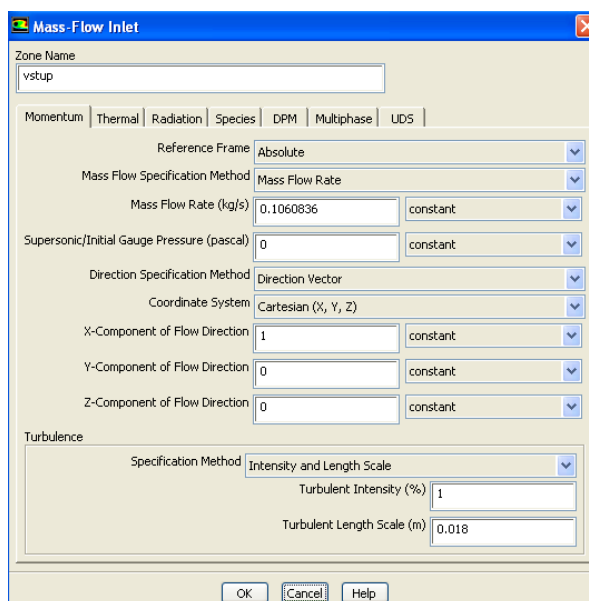 Mass-Flow Inlet
Zone Name
vstup
Momentum Thermal Radiation Species DPM Multiphase UDS
Reference Frame Absolute
Mass Flow Specification Method Mass Flow Rate
Mass Flow Rate (kg/s) 0.1060836 constant
Supersonic/Initial Gauge Pressure (pascal) 0 constant
Direction Specification Method Direction Vector
Coordinate System Cartesian (X, Y, Z)
X-Component of Flow Direction 1 constant
Y-Component of Flow Direction 0 constant
Z-Component of Flow Direction 0 constant
Turbulence
Specification Method Intensity and Length Scale
Turbulent Intensity (%) 1
Turbulent Length Scale (m) 0.018
OK Cancel Help